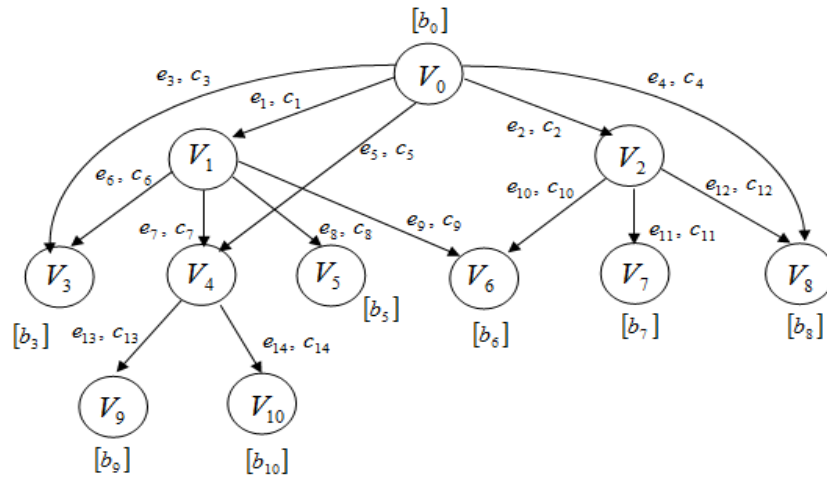 [b₀]
V₀
e₃, c₃
e₁, c₁
e₄, c₄
e₂, c₂
e₅, c₅
V₁
V₂
e₆, c₆
e₁₀, c₁₀
e₁₂, c₁₂
e₇, c₇
e₈, c₈
e₉, c₉
e₁₁, c₁₁
V₃
V₄
V₅
V₆
V₇
V₈
[b₃]
[b₅]
[b₆]
[b₇]
[b₈]
e₁₃, c₁₃
e₁₄, c₁₄
V₉
V₁₀
[b₉]
[b₁₀]